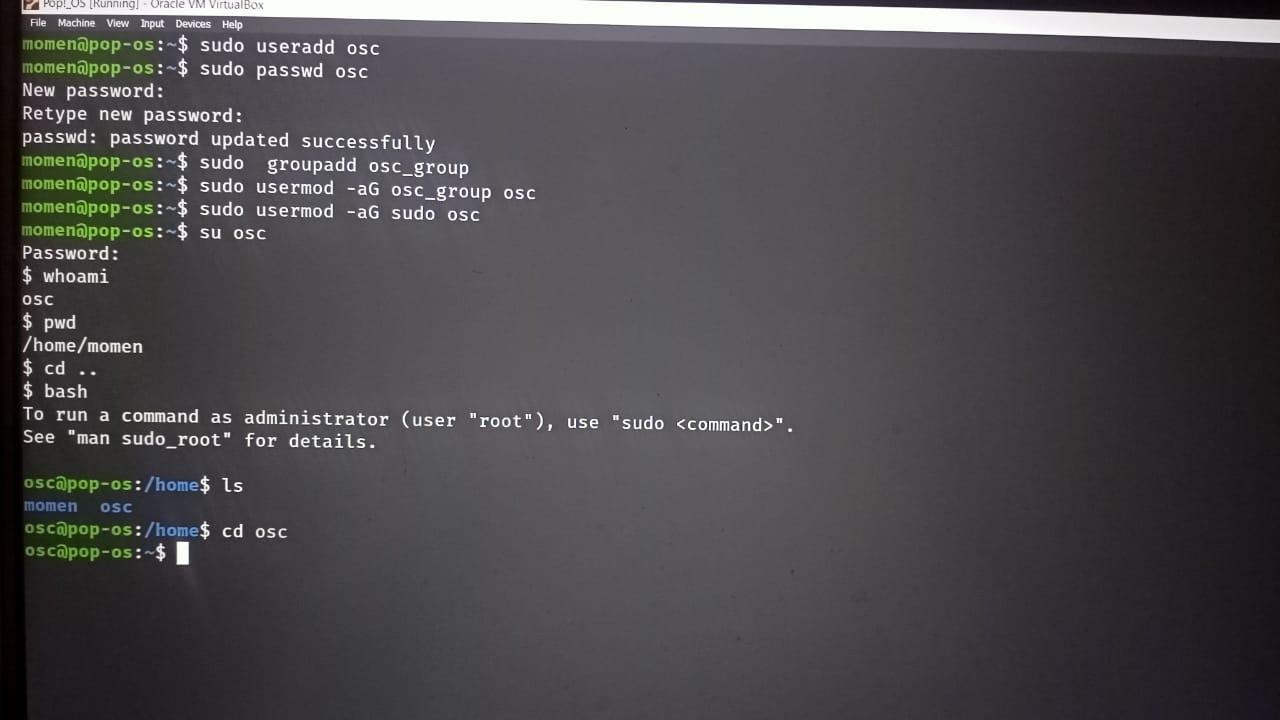 Pop!_OS [Running] - Oracle VM VirtualBox
File Machine View Input Devices Help
momen@pop-os:~$ sudo useradd osc
momen@pop-os:~$ sudo passwd osc
New password:
Retype new password:
passwd: password updated successfully
momen@pop-os:~$ sudo  groupadd osc_group
momen@pop-os:~$ sudo usermod -aG osc_group osc
momen@pop-os:~$ sudo usermod -aG sudo osc
momen@pop-os:~$ su osc
Password:
$ whoami
osc
$ pwd
/home/momen
$ cd ..
$ bash
To run a command as administrator (user "root"), use "sudo <command>".
See "man sudo_root" for details.
osc@pop-os:/home$ ls
momen  osc
osc@pop-os:/home$ cd osc
osc@pop-os:~$